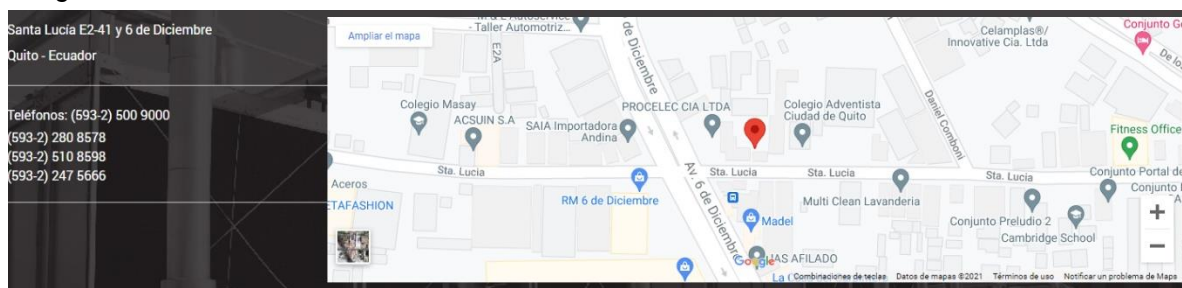 Santa Lucía E2-41 y 6 de Diciembre
Quito - Ecuador
Teléfonos: (593-2) 500 9000
(593-2) 280 8578
(593-2) 510 8598
(593-2) 247 5666
Ampliar el mapa
- Taller Automotriz...
E2A
de Diciembre
Celamplas®/
Innovative Cia. Ltda
Colegio Masay
ACSUIN S.A
SAIA Importadora
Andina
PROCELEC CIA LTDA
Colegio Adventista
Ciudad de Quito
Daniel Comboni
Fitness Office
Sta. Lucia
Sta. Lucia
Sta. Lucia
Sta. Lucia
Conjunto Portal de
Aceros
RM 6 de Diciembre
Av. 6 de Diciembre
Madel
Multi Clean Lavanderia
Conjunto Preludio 2
Cambridge School
+
−
Google
AFILADO
Combinaciones de teclas
Datos de mapas ©2021
Términos de uso
Notificar un problema de Maps